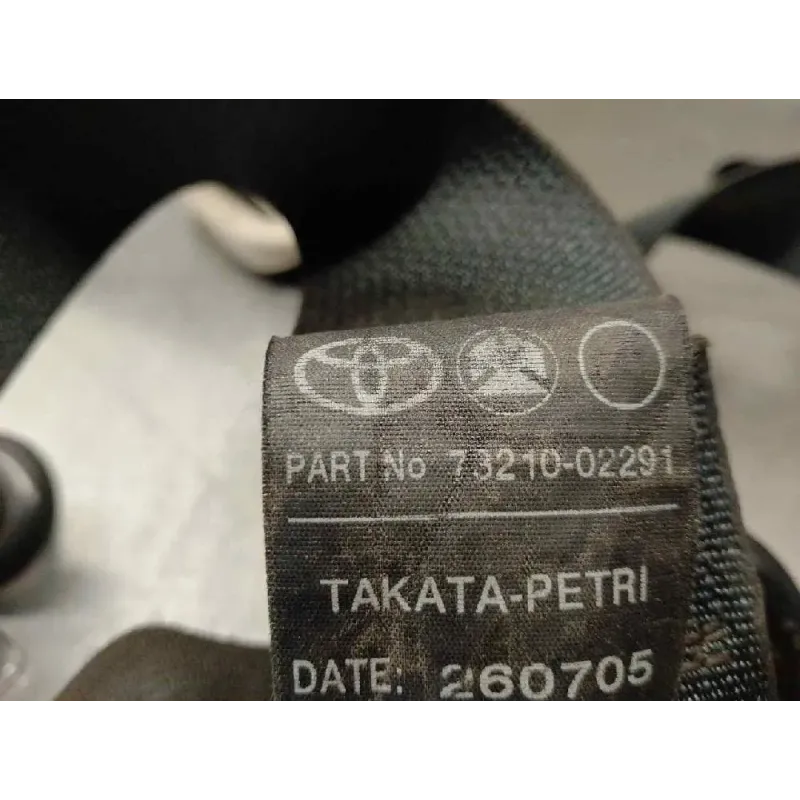 PART No 73210-02291
TAKATA-PETRI
DATE: 260705